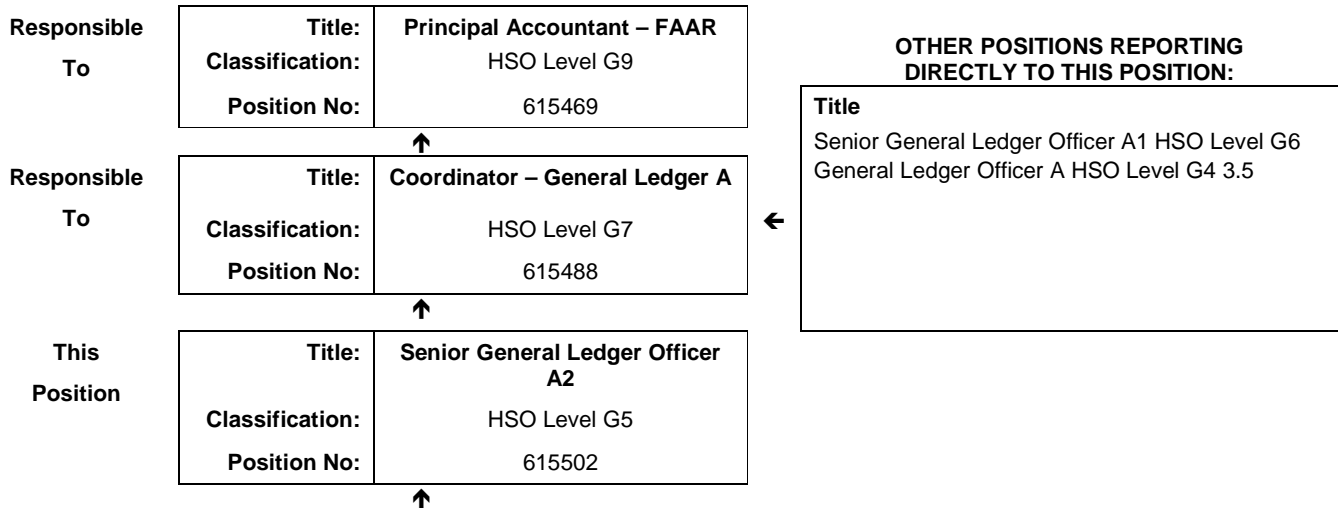 Responsible
To
Title: Principal Accountant – FAAR
Classification: HSO Level G9
Position No: 615469
OTHER POSITIONS REPORTING
DIRECTLY TO THIS POSITION:
Title
Senior General Ledger Officer A1 HSO Level G6
General Ledger Officer A HSO Level G4 3.5
Responsible
To
Title: Coordinator – General Ledger A
Classification: HSO Level G7
Position No: 615488
This
Position
Title: Senior General Ledger Officer
A2
Classification: HSO Level G5
Position No: 615502